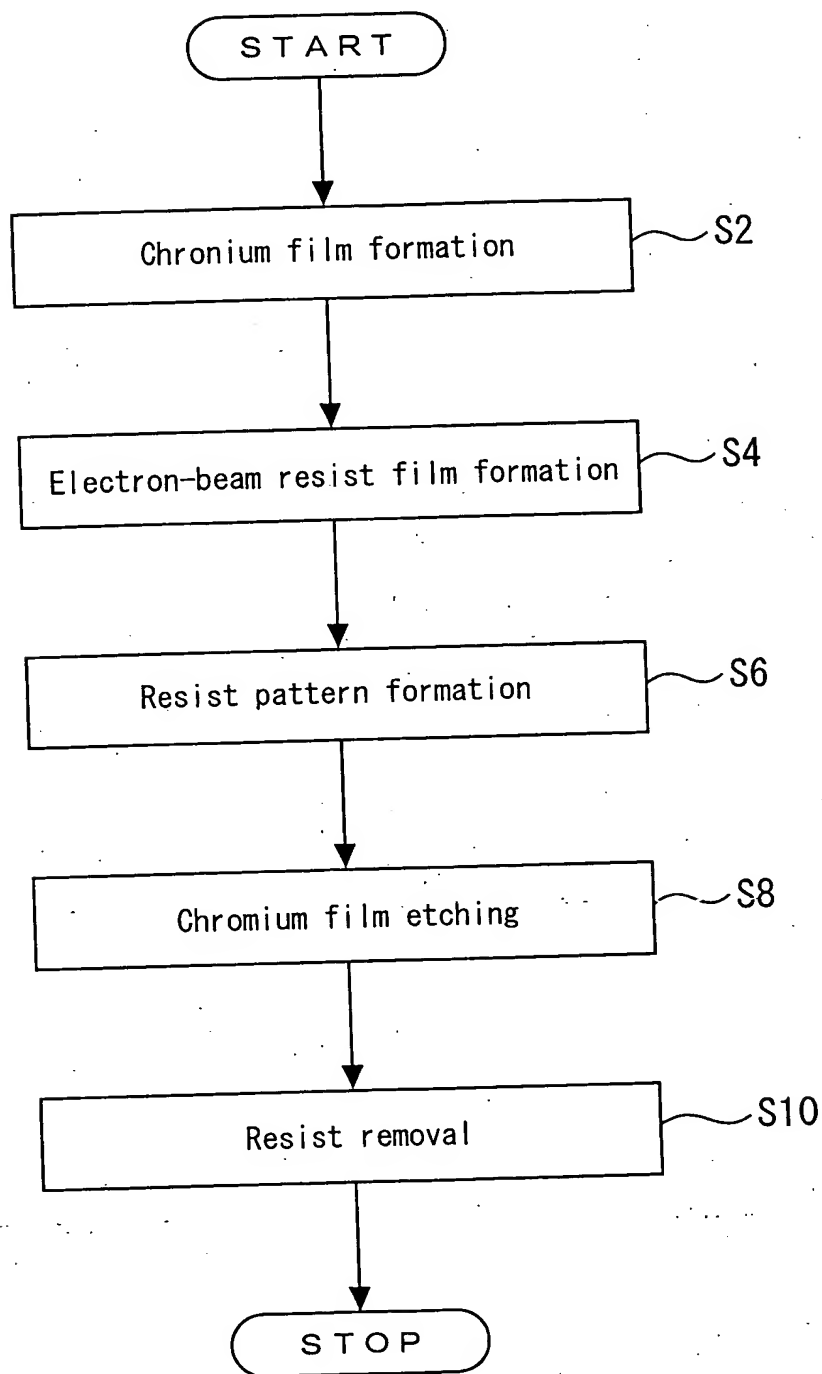 START
Chronium film formation
S2
Electron-beam resist film formation
S4
Resist pattern formation
S6
Chromium film etching
S8
Resist removal
S10
STOP